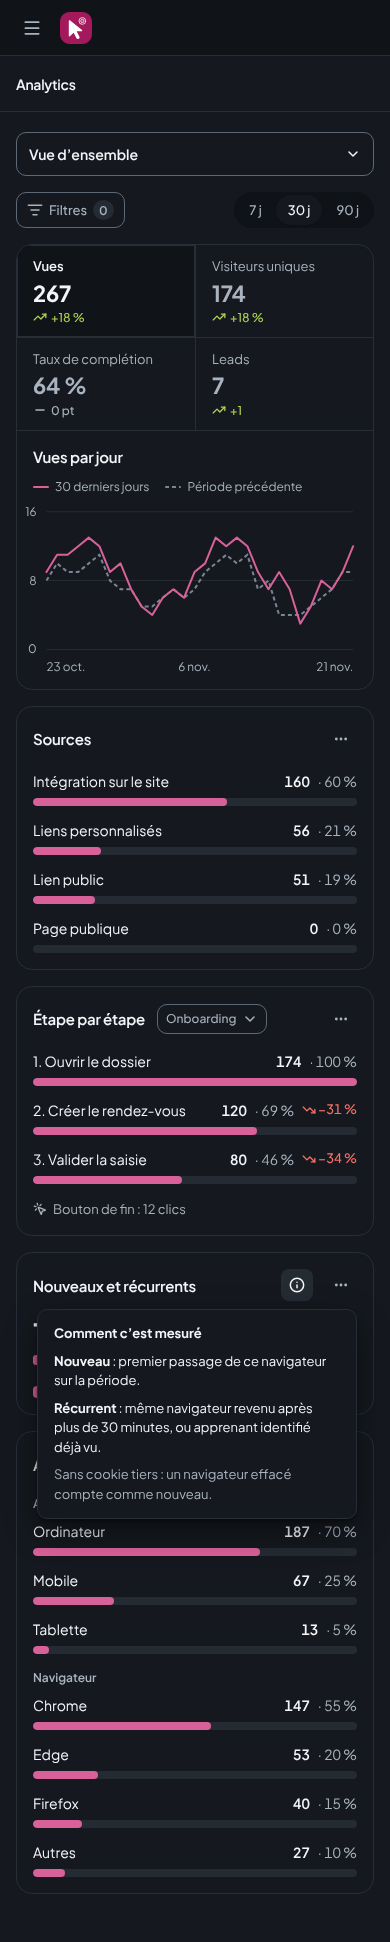 Analytics
Vue d’ensemble
Filtres 0
7 j 30 j 90 j
Vues
267
+18 %
Visiteurs uniques
174
+18 %
Taux de complétion
64 %
0 pt
Leads
7
+1
Vues par jour
30 derniers jours Période précédente
16
8
0
23 oct. 6 nov. 21 nov.
Sources
Intégration sur le site 160 · 60 %
Liens personnalisés 56 · 21 %
Lien public 51 · 19 %
Page publique 0 · 0 %
Étape par étape Onboarding
1. Ouvrir le dossier 174 · 100 %
2. Créer le rendez-vous 120 · 69 % −31 %
3. Valider la saisie 80 · 46 % −34 %
Bouton de fin : 12 clics
Nouveaux et récurrents
Comment c’est mesuré
Nouveau : premier passage de ce navigateur
sur la période.
Récurrent : même navigateur revenu après
plus de 30 minutes, ou apprenant identifié
déjà vu.
Sans cookie tiers : un navigateur effacé
compte comme nouveau.
Ordinateur 187 · 70 %
Mobile 67 · 25 %
Tablette 13 · 5 %
Navigateur
Chrome 147 · 55 %
Edge 53 · 20 %
Firefox 40 · 15 %
Autres 27 · 10 %